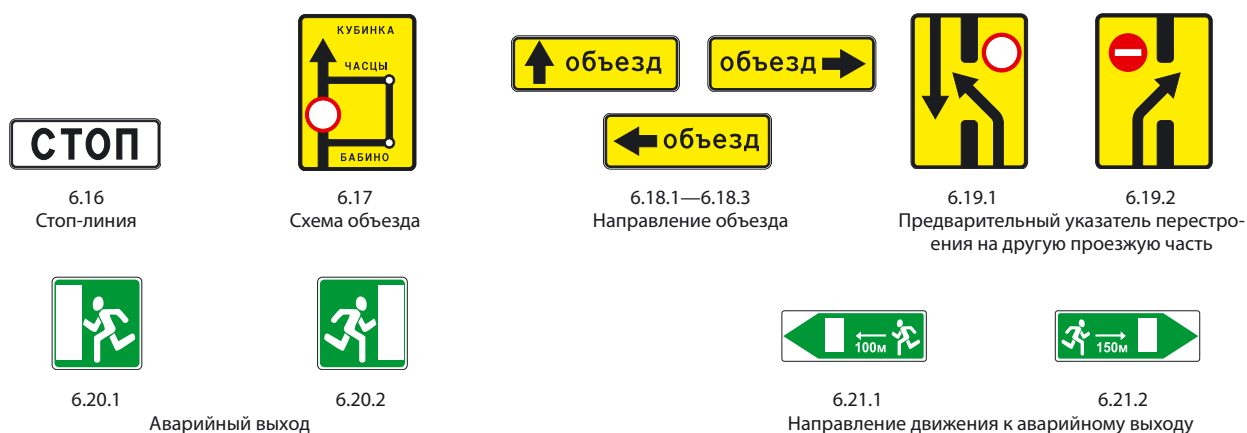 КУБИНКА
ЧАСЦЫ
БАБИНО
объезд
объезд
объезд
СТОП
6.16
Стоп-линия
6.17
Схема объезда
6.18.1—6.18.3
Направление объезда
6.19.1
6.19.2
Предварительный указатель перестро-
ения на другую проезжую часть
100м
150м
6.20.1
6.20.2
Аварийный выход
6.21.1
6.21.2
Направление движения к аварийному выходу